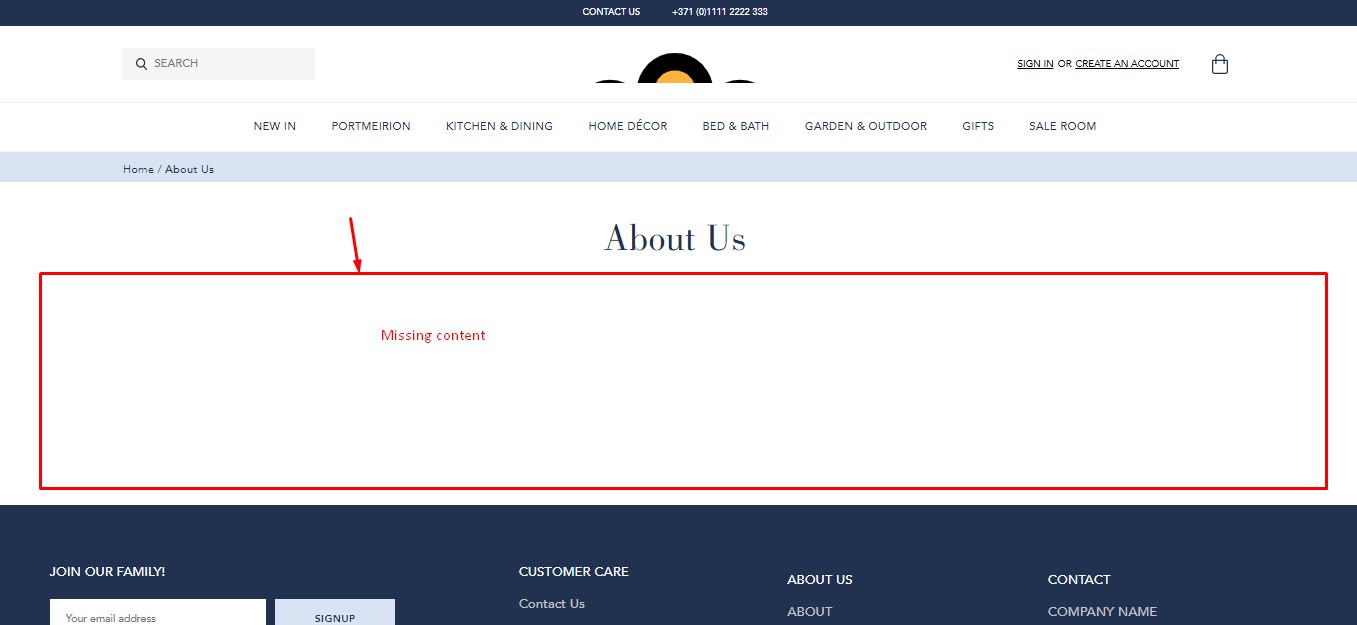 CONTACT US +371 (0)1111 2222 333
SEARCH
SIGN IN OR CREATE AN ACCOUNT
NEW IN PORTMEIRION KITCHEN & DINING HOME DÉCOR BED & BATH GARDEN & OUTDOOR GIFTS SALE ROOM
Home / About Us
About Us
Missing content
JOIN OUR FAMILY!
Your email address
SIGNUP
CUSTOMER CARE
Contact Us
ABOUT US
ABOUT
CONTACT
COMPANY NAME